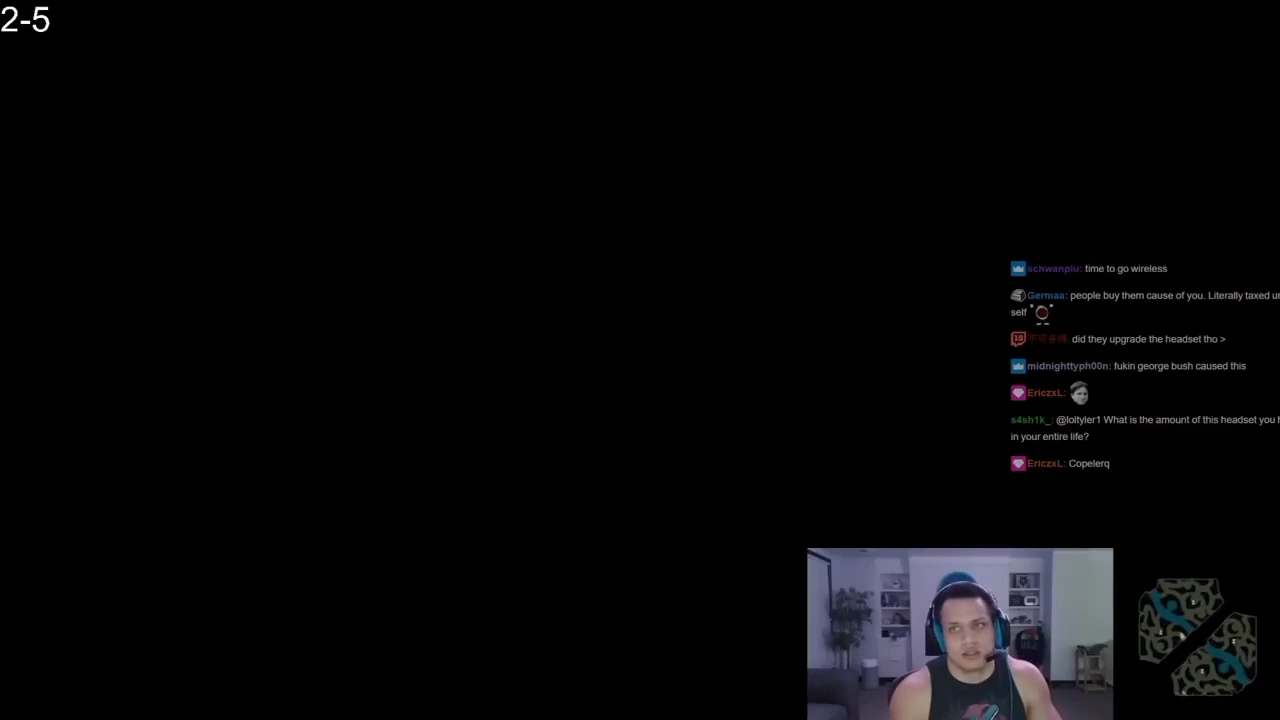 2-5
schwanplu: time to go wireless
Germaa: people buy them cause of you. Literally taxed
self
did they upgrade the headset tho >
midnighttyph00n: fukin george bush caused this
EriczxL:
s4sh1k_: @loltyler1 What is the amount of this headset you
in your entire life?
EriczxL: Copelerq